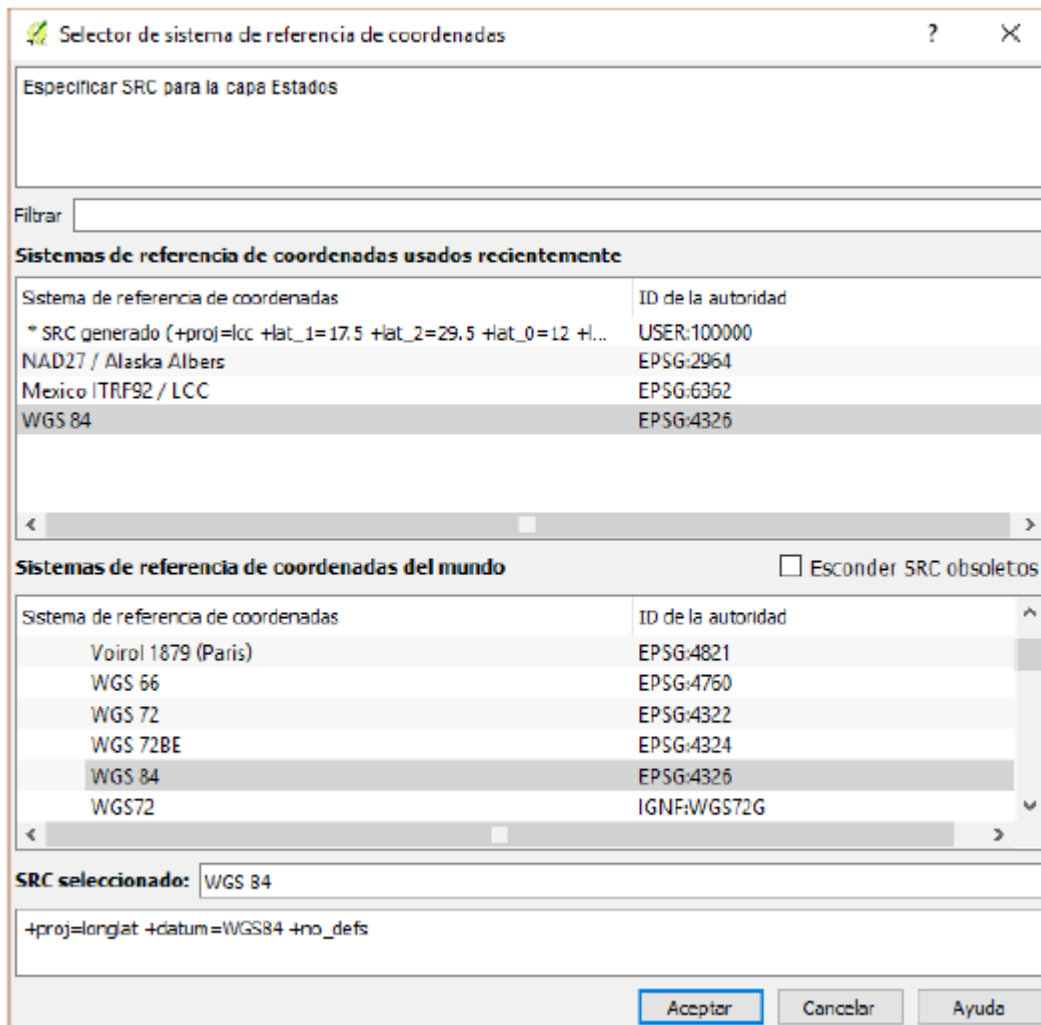 Selector de sistema de referencia de coordenadas ? X
Especificar SRC para la capa Estados
Filtrar
Sistemas de referencia de coordenadas usados recientemente
Sistema de referencia de coordenadas ID de la autoridad
* SRC generado (+proj=lcc +lat_1=17.5 +lat_2=29.5 +lat_0=12 +l... USER:100000
NAD27 / Alaska Albers EPSG:2964
Mexico ITRF92 / LCC EPSG:6362
WGS 84 EPSG:4326
Sistemas de referencia de coordenadas del mundo Esconder SRC obsoletos
Sistema de referencia de coordenadas ID de la autoridad
Voirol 1879 (Paris) EPSG:4821
WGS 66 EPSG:4760
WGS 72 EPSG:4322
WGS 72BE EPSG:4324
WGS 84 EPSG:4326
WGS72 IGNF:WGS72G
SRC seleccionado: WGS 84
+proj=longlat +datum=WGS84 +no_defs
Aceptar Cancelar Ayuda